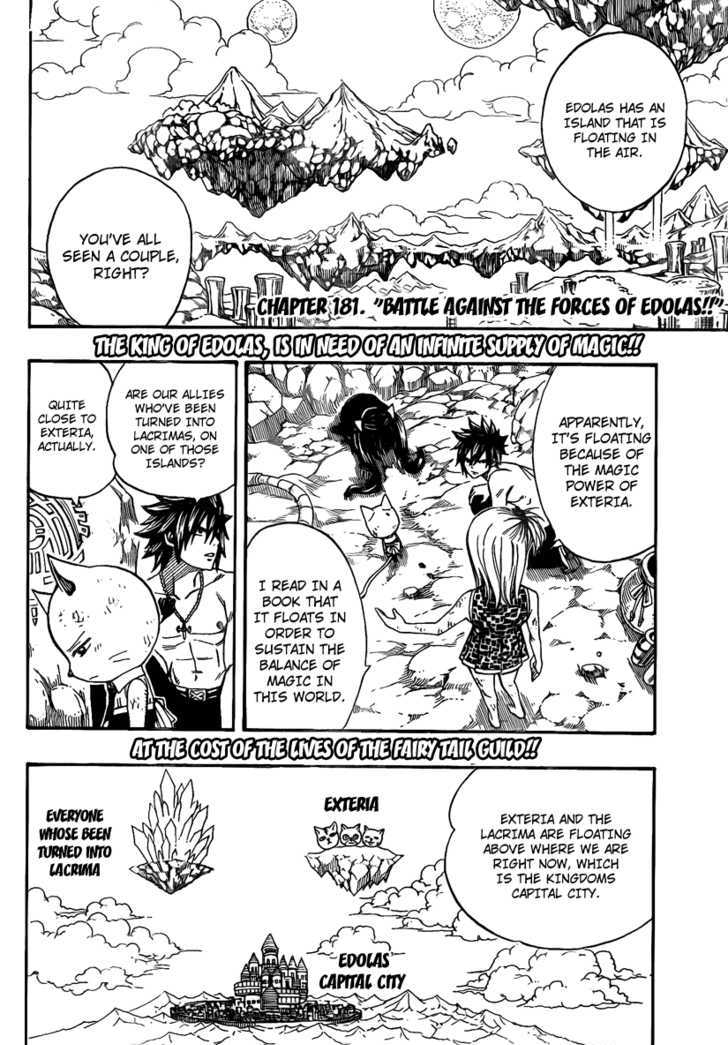 EDOLAS HAS AN
ISLAND THAT IS
FLOATING IN
THE AIR.
YOU'VE ALL
SEEN A COUPLE,
RIGHT?
CHAPTER 181. "BATTLE AGAINST THE FORCES OF EDOLAS!!"
THE KING OF EDOLAS, IS IN NEED OF AN INFINITE SUPPLY OF MAGIC!!
APPARENTLY,
IT'S FLOATING
BECAUSE OF
THE MAGIC
POWER OF
EXTERIA.
I READ IN A
BOOK THAT
IT FLOATS IN
ORDER TO
SUSTAIN THE
BALANCE OF
MAGIC IN
THIS WORLD.
ARE OUR ALLIES
WHO'VE BEEN
TURNED INTO
LACRIMAS, ON
ONE OF THOSE
ISLANDS?
QUITE
CLOSE TO
EXTERIA,
ACTUALLY.
AT THE COST OF THE LIVES OF THE FAIRY TAIL GUILD!!
EXTERIA AND THE
LACRIMA ARE FLOATING
ABOVE WHERE WE ARE
RIGHT NOW, WHICH
IS THE KINGDOMS
CAPITAL CITY.
EXTERIA
EVERYONE
WHOSE BEEN
TURNED INTO
LACRIMA
EDOLAS
CAPITAL CITY